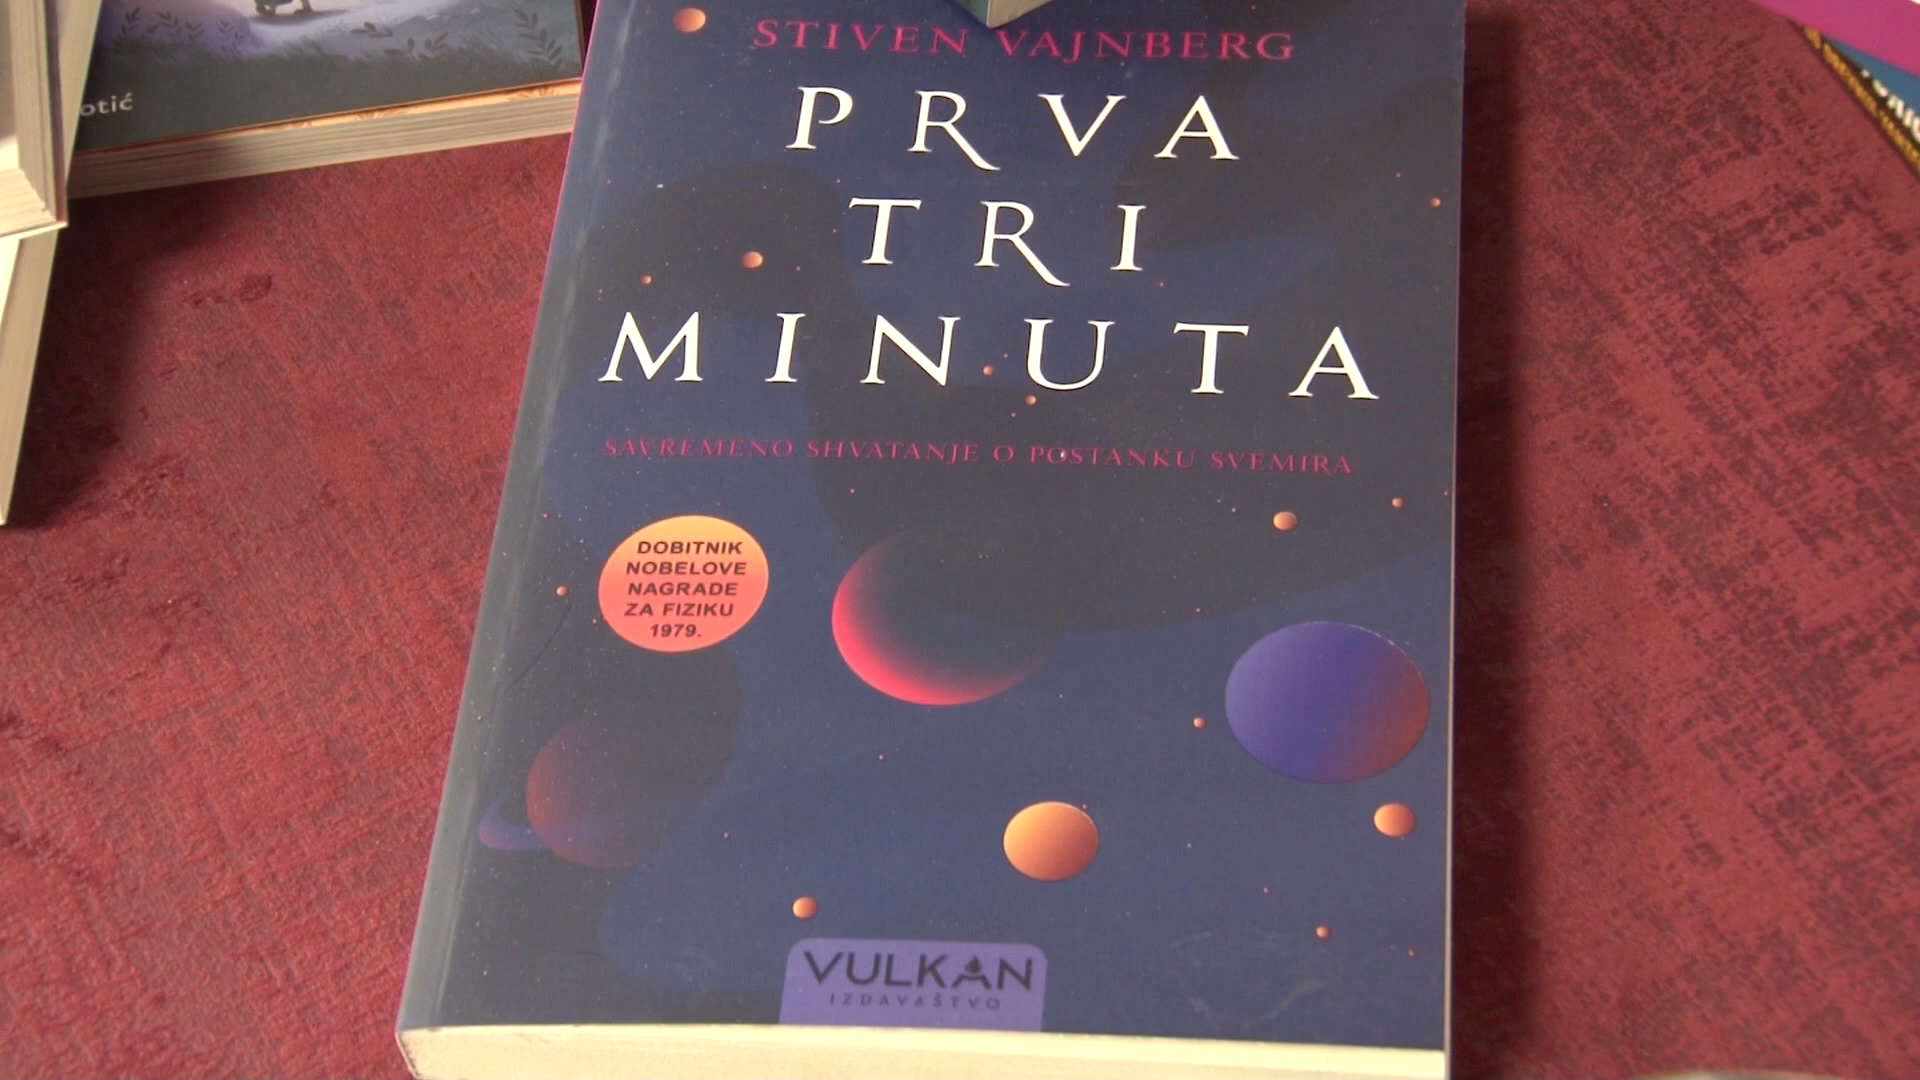 STIVEN VAJNBERG
PRVA
TRI
MINUTA
SAVREMENO SHVATANJE O POSTANKU SVEMIRA
DOBITNIK
NOBELOVE
NAGRADE
ZA FIZIKU
1979.
VULKAN
IZDAVAŠTVO